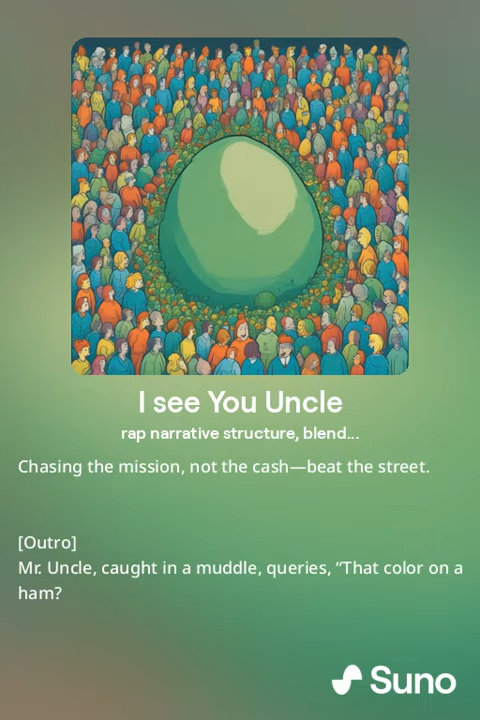 I see You Uncle
rap narrative structure, blend...
Chasing the mission, not the cash—beat the street.
[Outro]
Mr. Uncle, caught in a muddle, queries, “That color on a
ham?
Suno